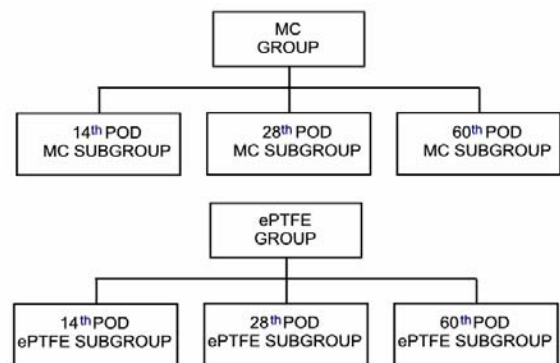 MC
GROUP
14th POD
MC SUBGROUP
28th POD
MC SUBGROUP
60th POD
MC SUBGROUP
ePTFE
GROUP
14th POD
ePTFE SUBGROUP
28th POD
ePTFE SUBGROUP
60th POD
ePTFE SUBGROUP